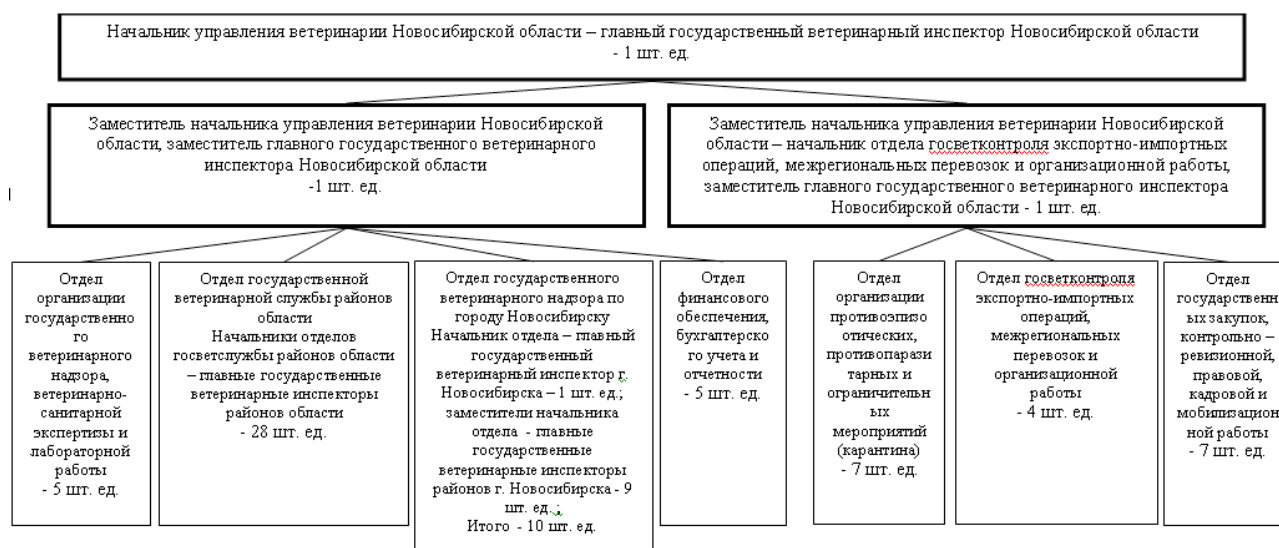 Начальник управления ветеринарии Новосибирской области – главный государственный ветеринарный инспектор Новосибирской области
- 1 шт. ед.
Заместитель начальника управления ветеринарии Новосибирской
области, заместитель главного государственного ветеринарного
инспектора Новосибирской области
-1 шт. ед.
Заместитель начальника управления ветеринарии Новосибирской
области – начальник отдела госветконтроля экспортно-импортных
операций, межрегиональных перевозок и организационной работы,
заместитель главного государственного ветеринарного инспектора
Новосибирской области - 1 шт. ед.
Отдел
организации
государственно
го
ветеринарного
надзора,
ветеринарно-
санитарной
экспертизы и
лабораторной
работы
- 5 шт. ед.
Отдел государственной
ветеринарной службы районов
области
Начальники отделов
госветслужбы районов области
– главные государственные
ветеринарные инспекторы
районов области
- 28 шт. ед.
Отдел государственного
ветеринарного надзора по
городу Новосибирску
Начальник отдела – главный
государственный
ветеринарный инспектор г.
Новосибирска – 1 шт. ед.;
заместители начальника
отдела - главные
государственные
ветеринарные инспекторы
районов г. Новосибирска - 9
шт. ед. ;
Итого - 10 шт. ед.
Отдел
финансового
обеспечения,
бухгалтерско
го учета и
отчетности
- 5 шт. ед.
Отдел
организации
противоэпизо
отических,
противопарази
тарных и
ограничительн
ых
мероприятий
(карантина)
- 7 шт. ед.
Отдел госветконтроля
экспортно-импортных
операций,
межрегиональных
перевозок и
организационной
работы
- 4 шт. ед.
Отдел
государственн
ых закупок,
контрольно –
ревизионной,
правовой,
кадровой и
мобилизацион
ной работы
- 7 шт. ед.